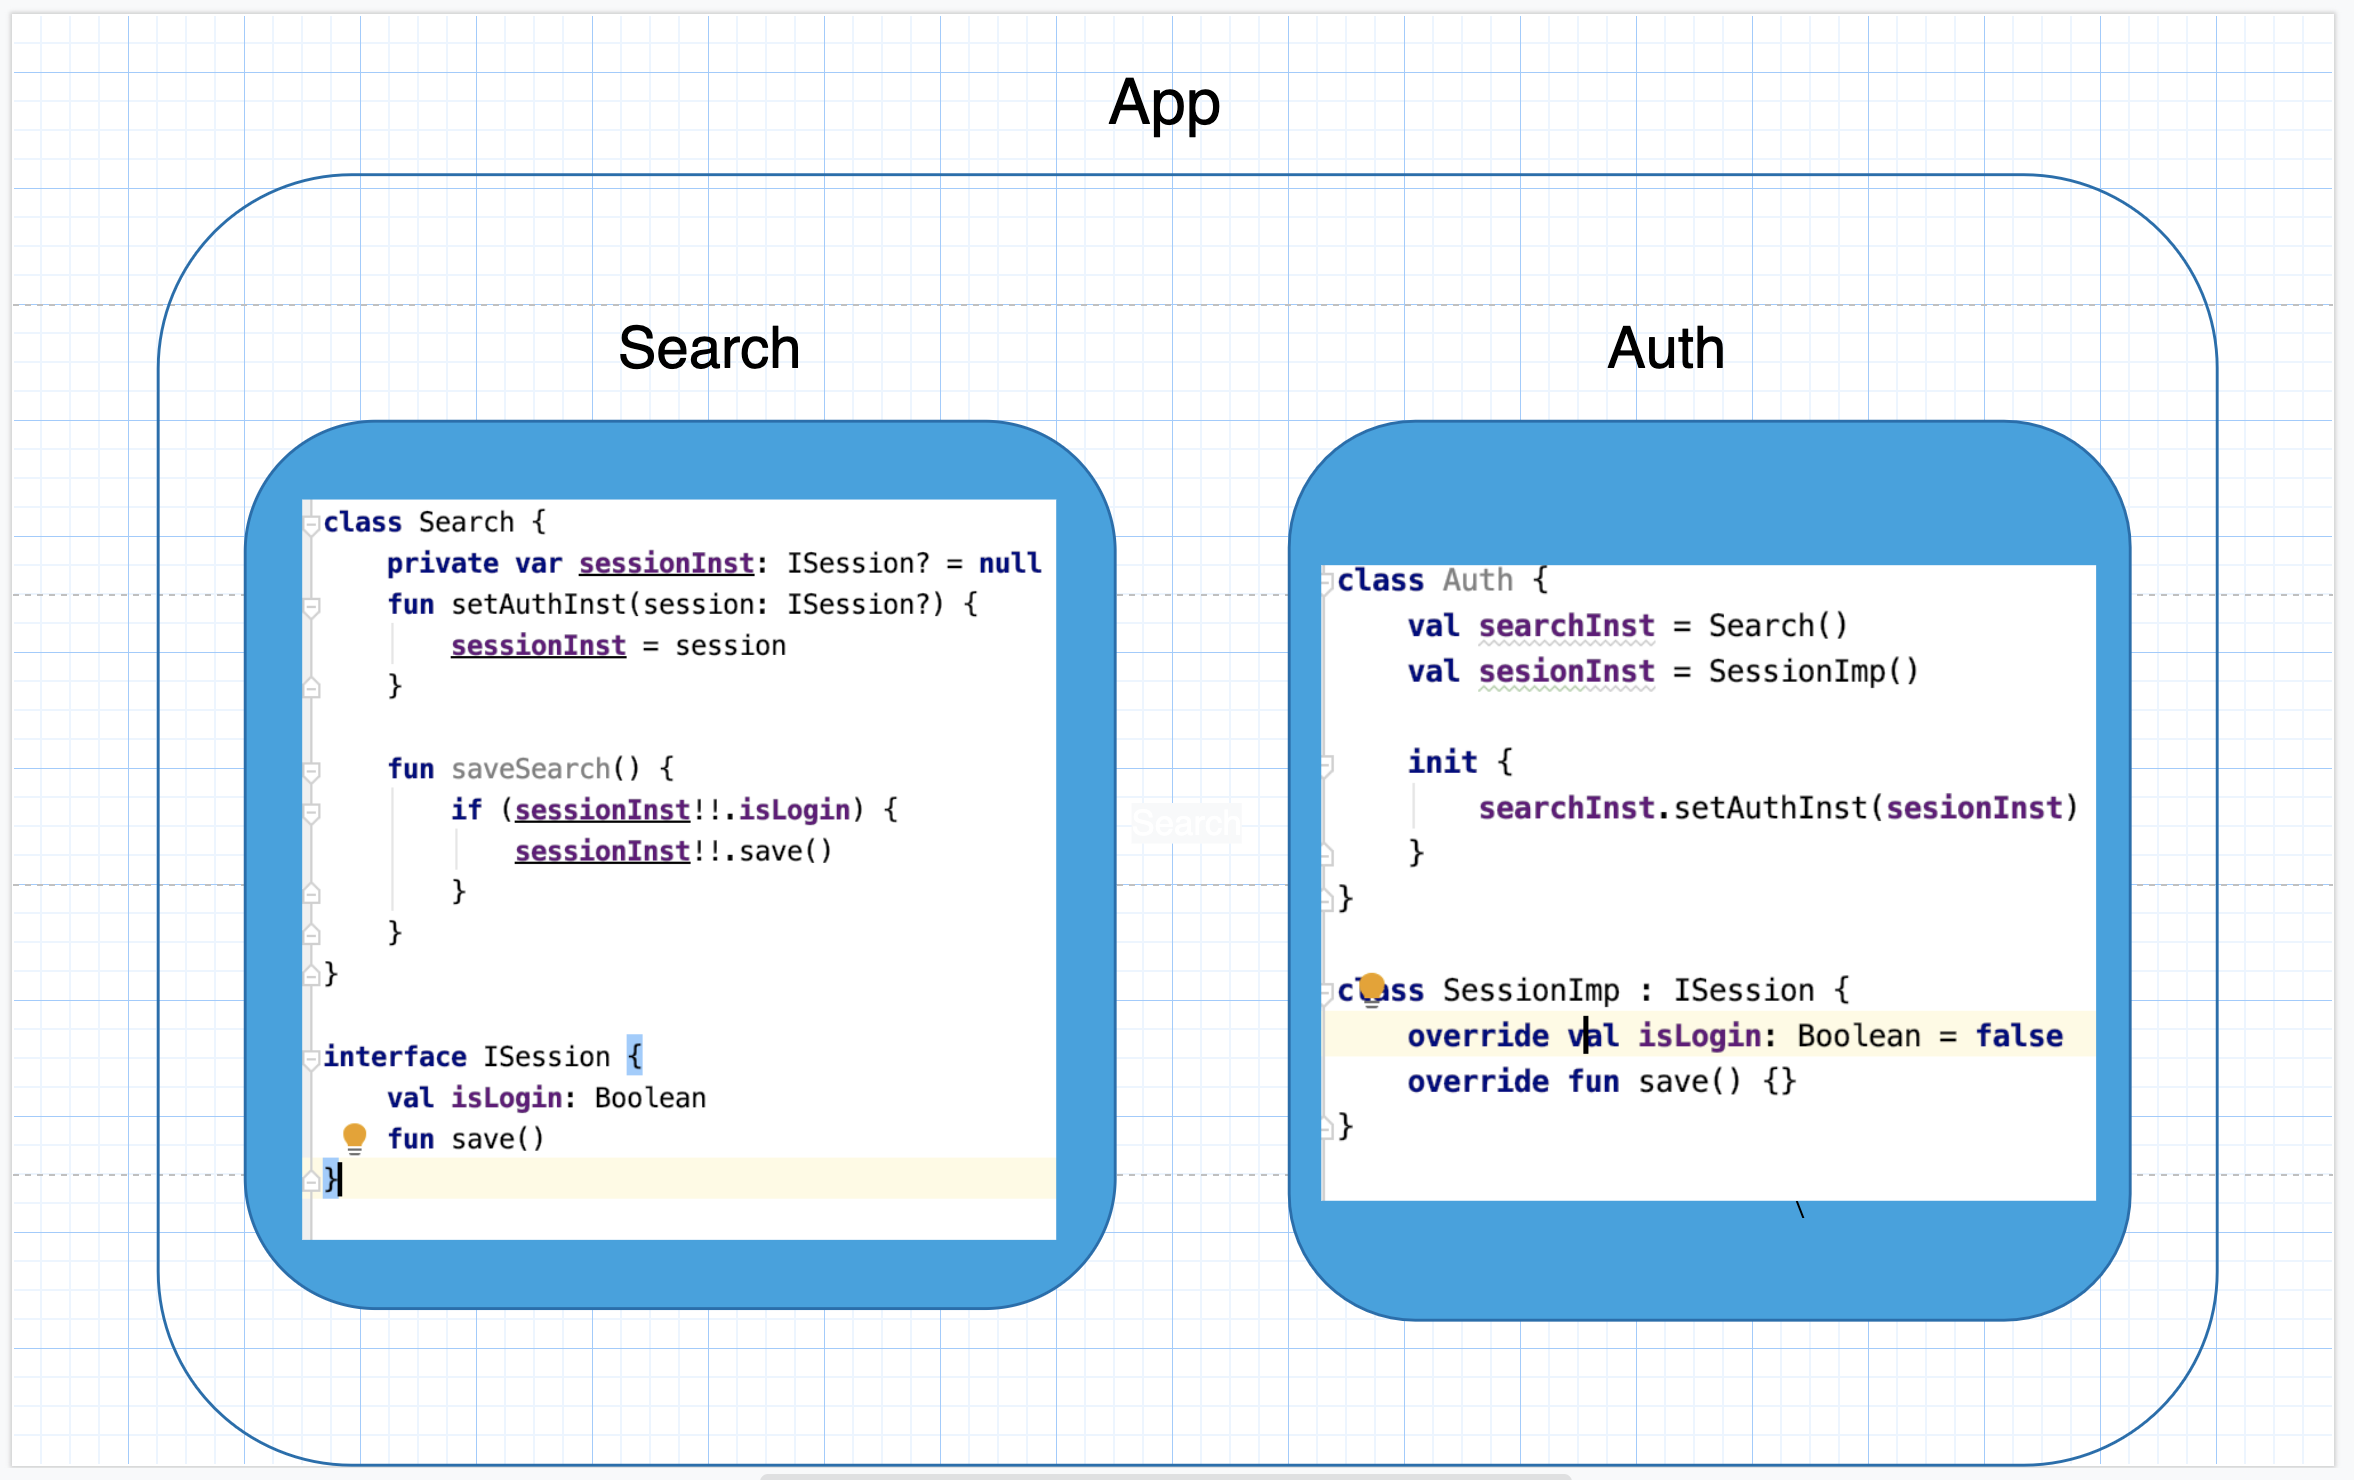 App
Search
class Search {
    private var sessionInst: ISession? = null
    fun setAuthInst(session: ISession?) {
        sessionInst = session
    }
    fun saveSearch() {
        if (sessionInst!!.isLogin) {
            sessionInst!!.save()
        }
    }
}
interface ISession {
    val isLogin: Boolean
    fun save()
}
Search
Auth
class Auth {
    val searchInst = Search()
    val sesionInst = SessionImp()
    init {
        searchInst.setAuthInst(sesionInst)
    }
}
class SessionImp : ISession {
    override val isLogin: Boolean = false
    override fun save() {}
}
\